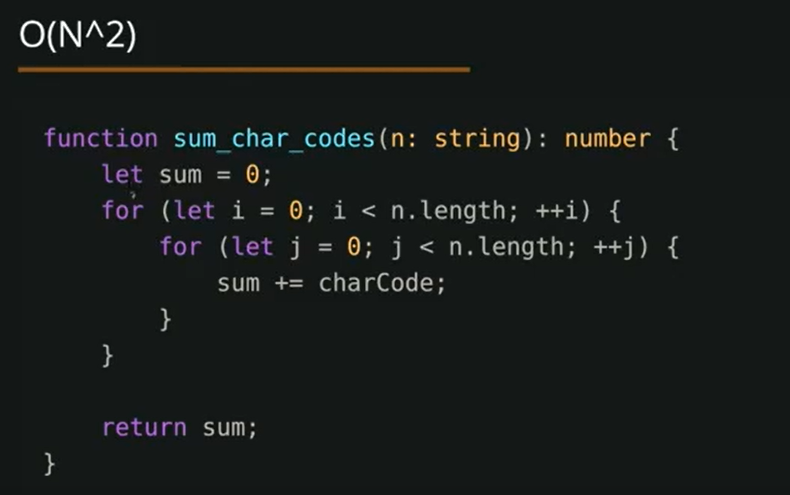 O(N^2)
function sum_char_codes(n: string): number {
    let sum = 0;
    for (let i = 0; i < n.length; ++i) {
        for (let j = 0; j < n.length; ++j) {
            sum += charCode;
        }
    }
    return sum;
}